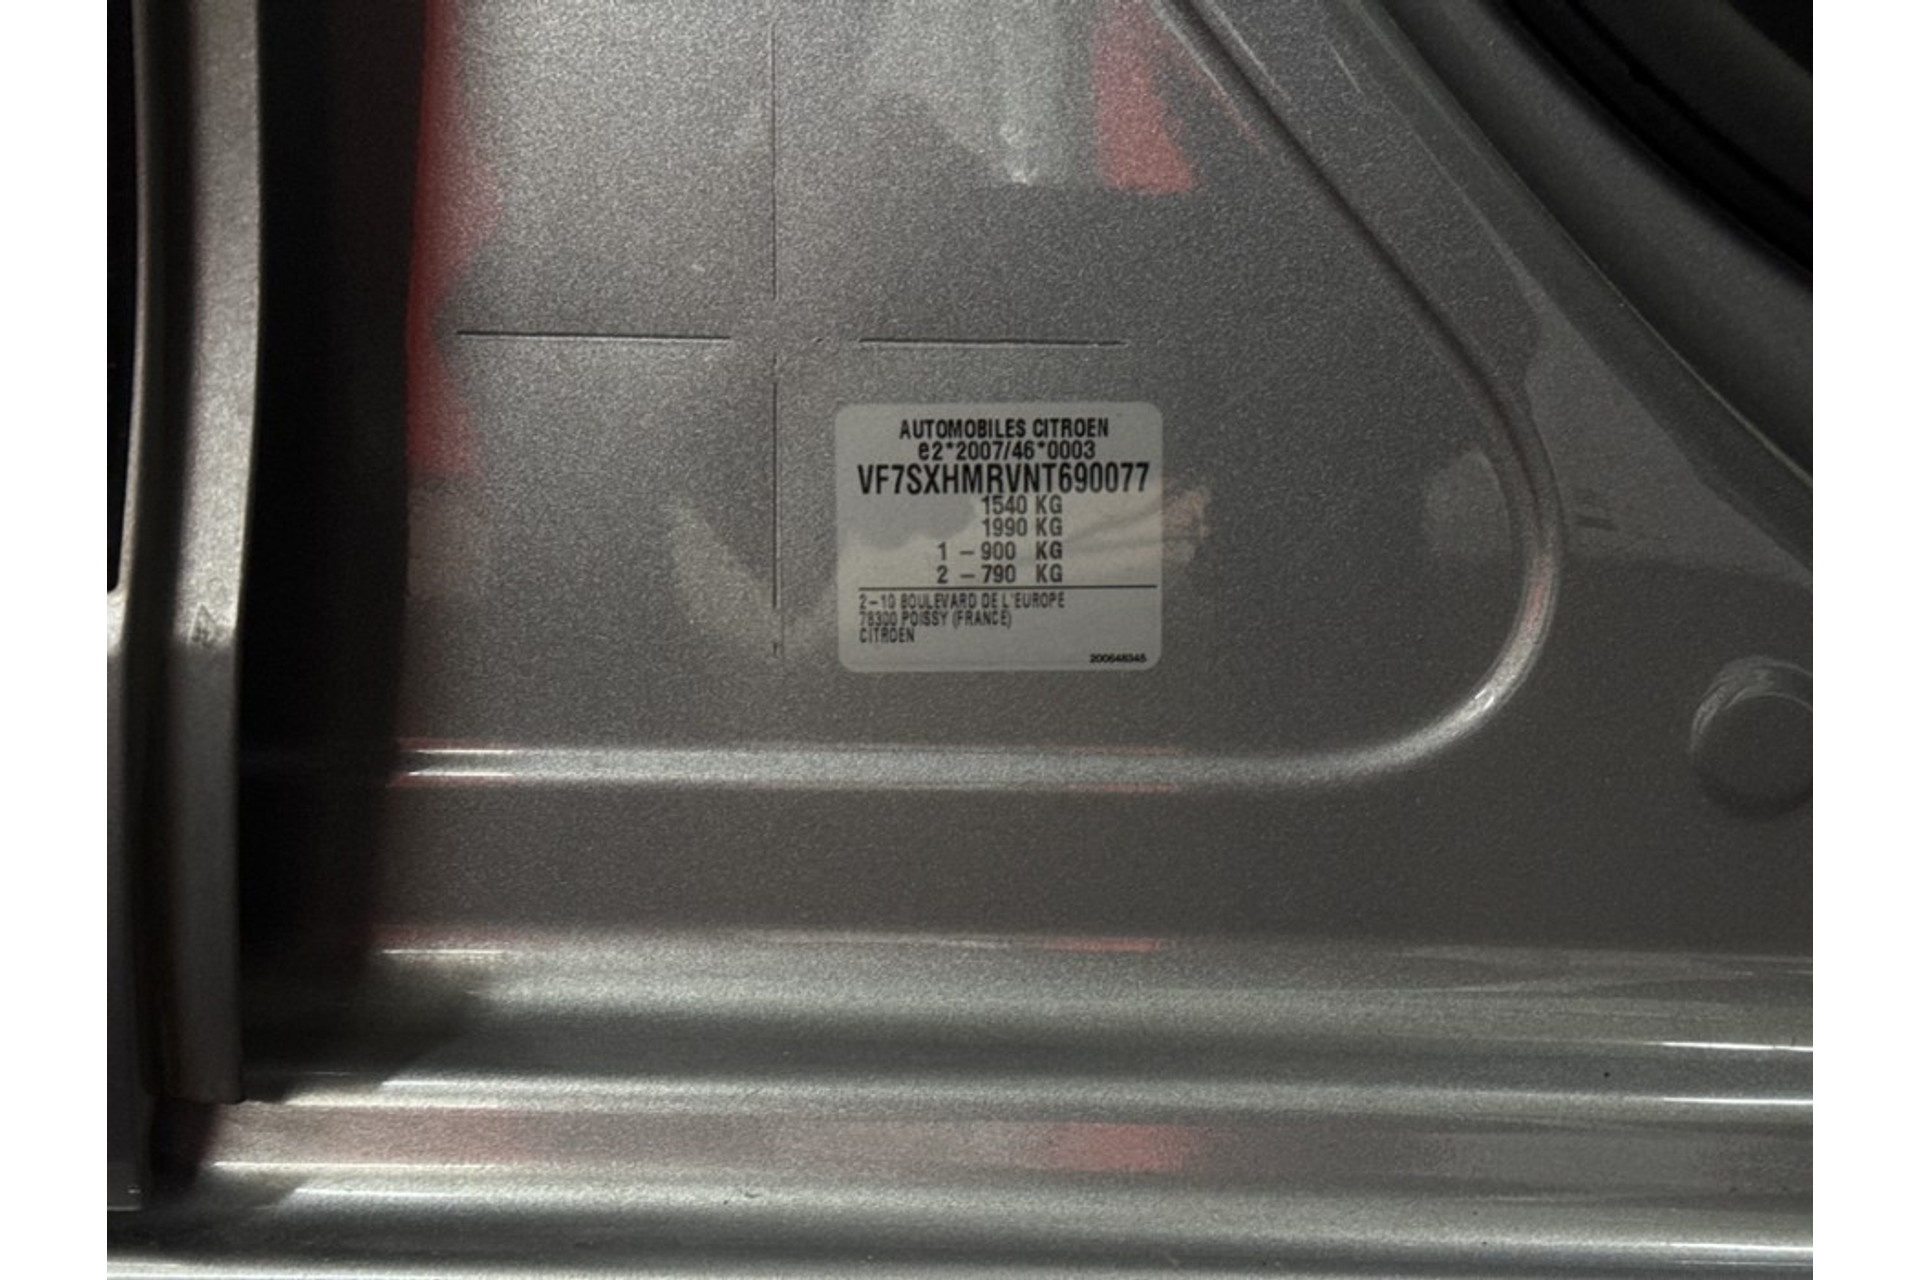 AUTOMOBILES CITROEN
e2*2007/46*0003
VF7SXHMRVNT690077
1540 KG
1990 KG
1 – 900 KG
2 – 790 KG
2–10 BOULEVARD DE L'EUROPE
78300 POISSY (FRANCE)
CITROEN
200648345